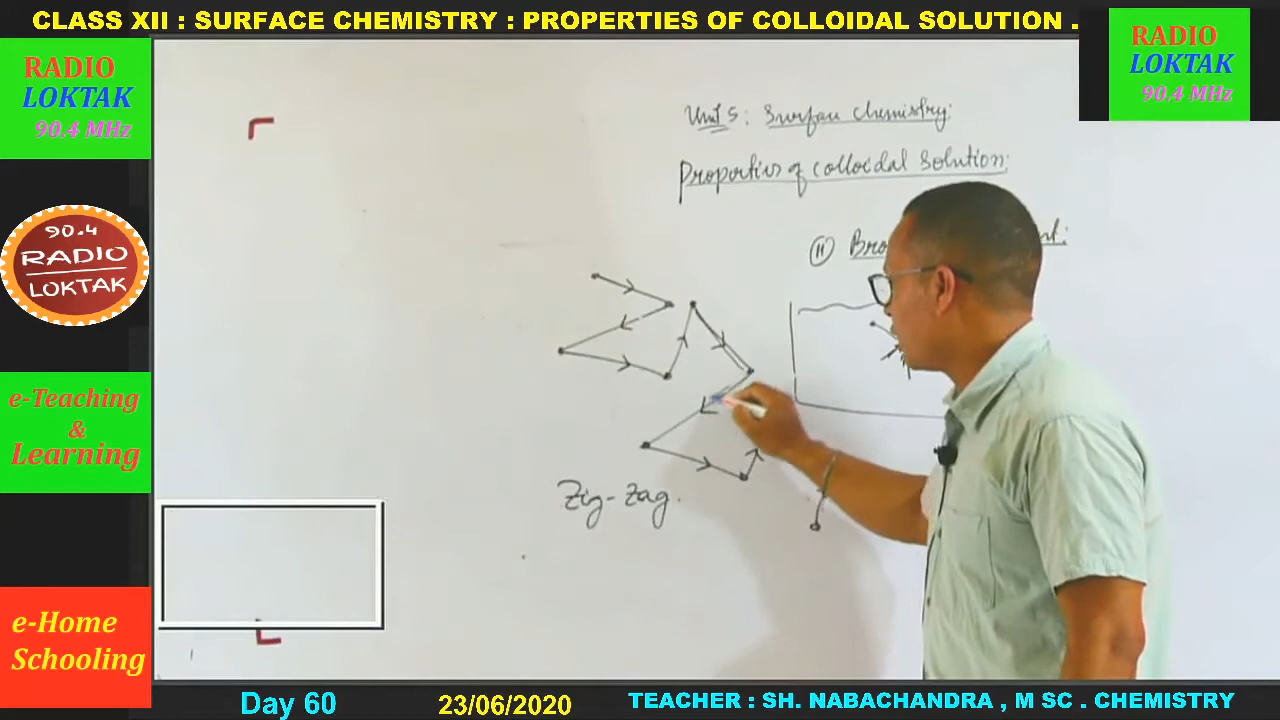 CLASS XII : SURFACE CHEMISTRY : PROPERTIES OF COLLOIDAL SOLUTION .
RADIO
LOKTAK
90.4 MHz
RADIO
LOKTAK
90.4 MHz
Unit 5: Surface Chemistry:
Properties of Colloidal Solution:
90.4
RADIO
LOKTAK
(ii)
Zig-Zag.
e-Teaching
&
Learning
e-Home
Schooling
Day 60
23/06/2020
TEACHER : SH. NABACHANDRA , M SC . CHEMISTRY